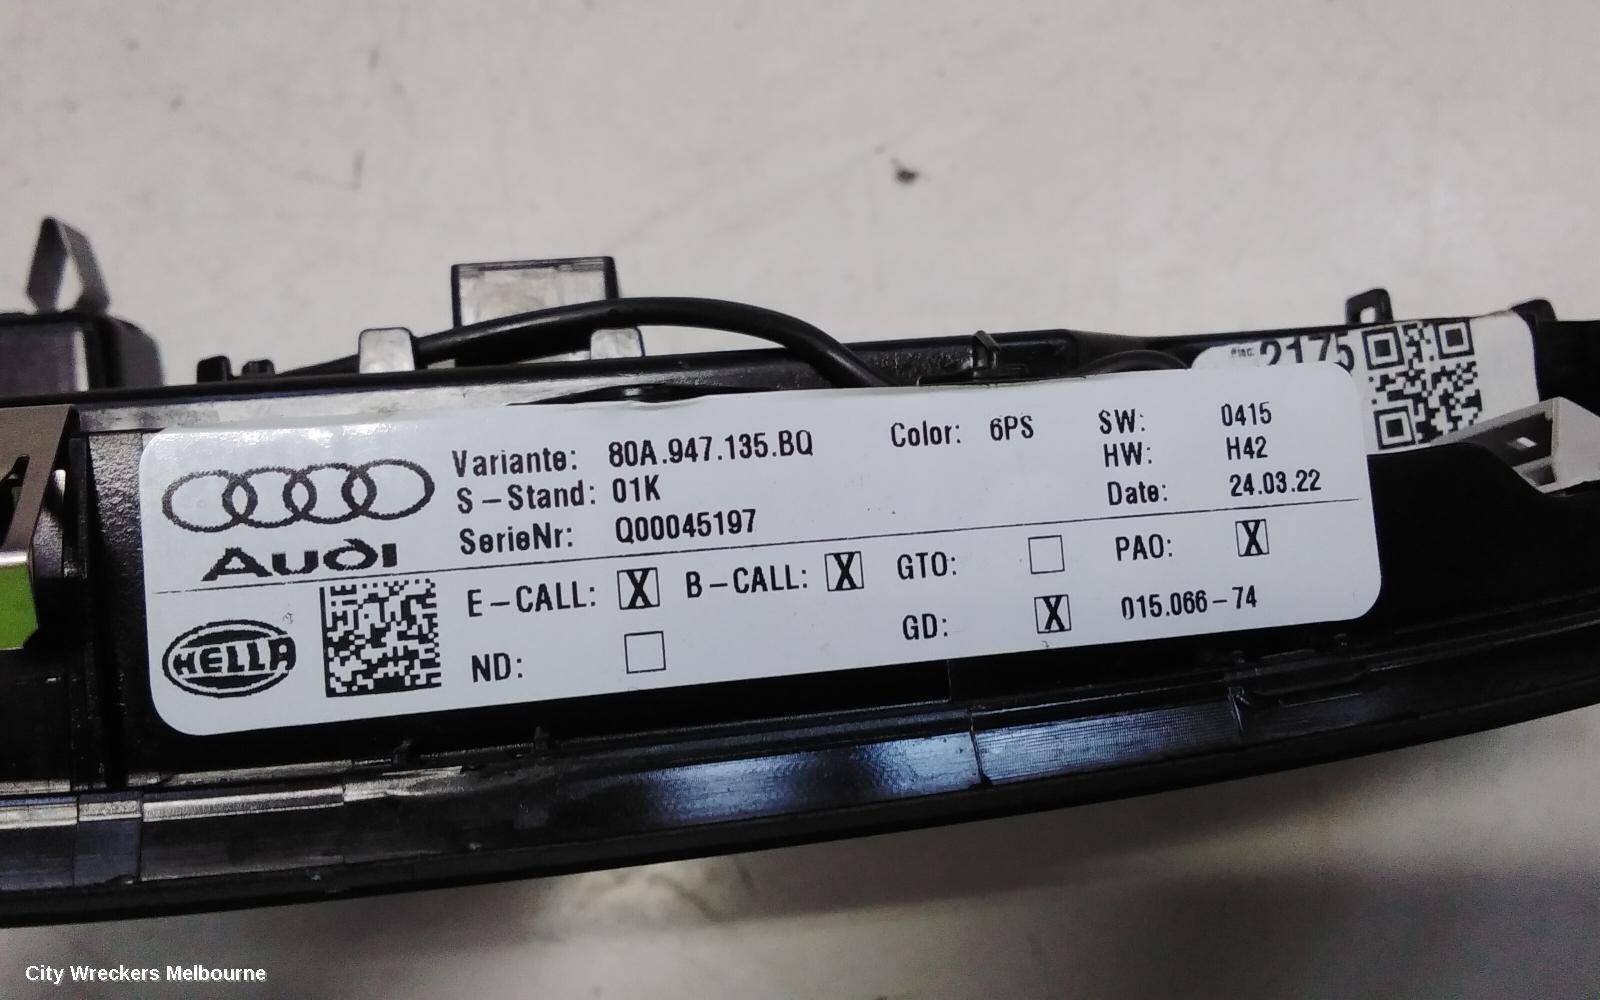 2175
Variante: 80A.947.135.BQ Color: 6PS SW: 0415
S-Stand: 01K HW: H42
SerieNr: Q00045197 Date: 24.03.22
Audi
E-CALL: X B-CALL: X GTO: PAO: X
HELLA
ND: GD: X 015.066-74
City Wreckers Melbourne